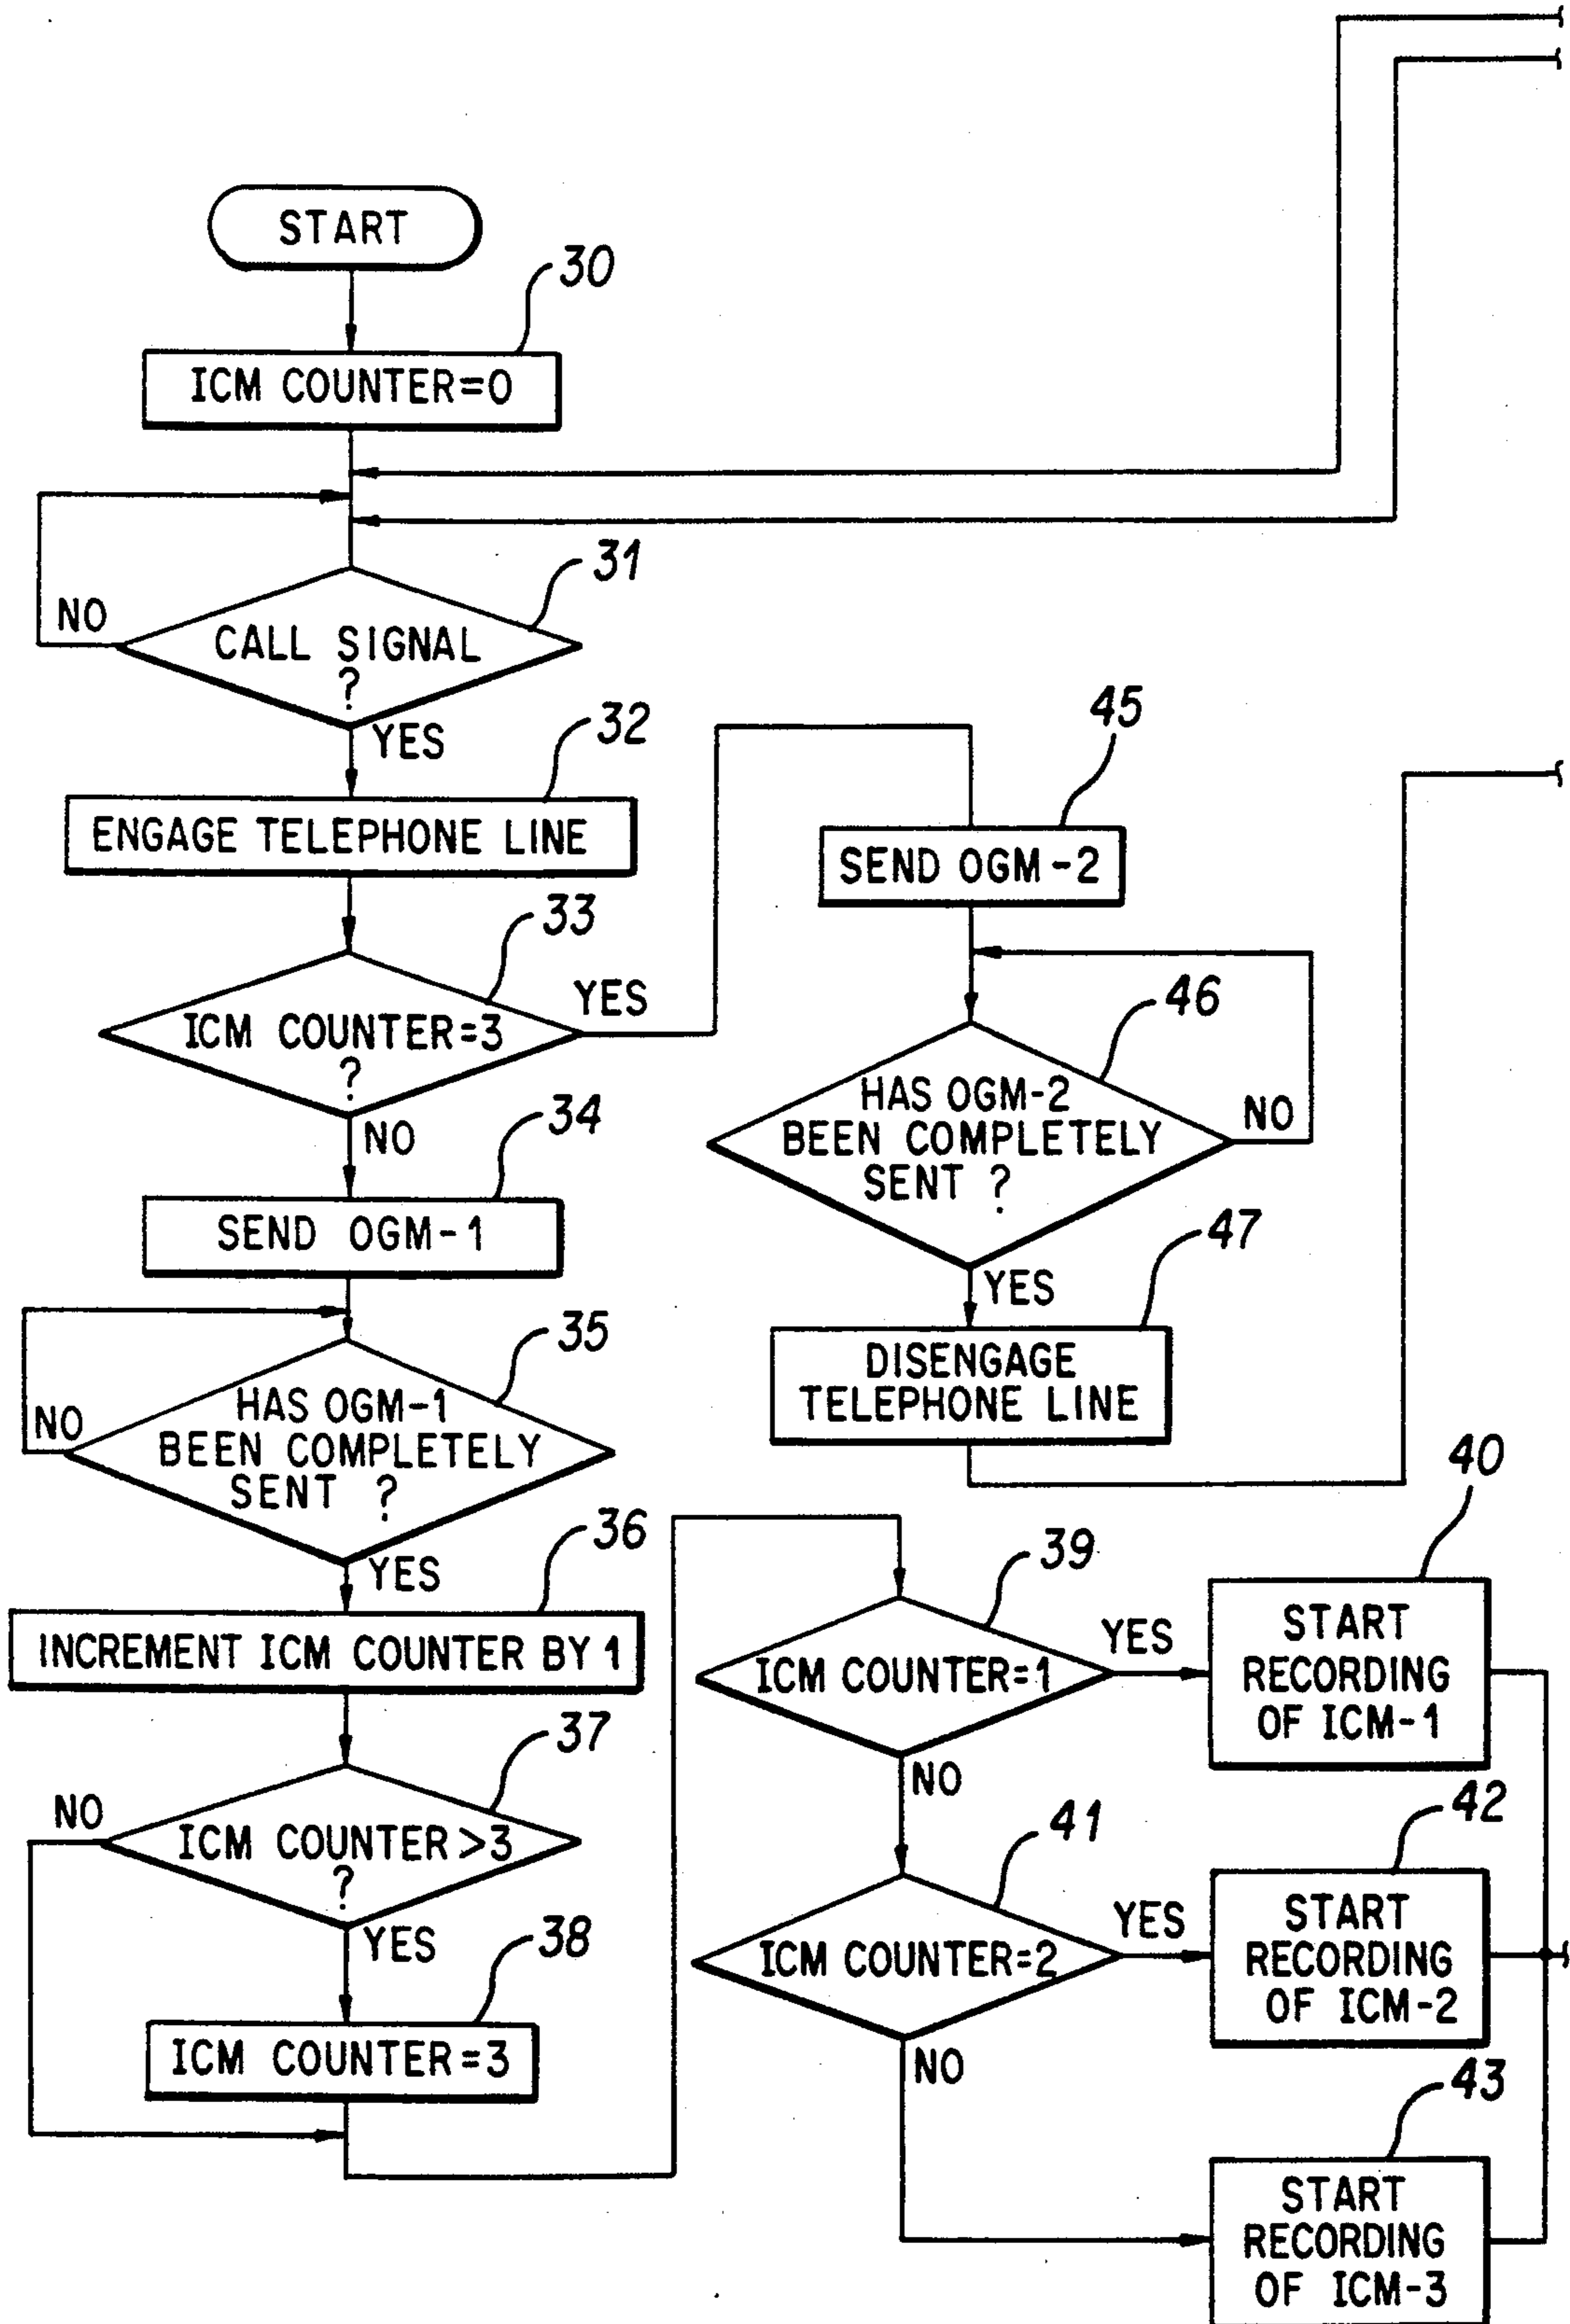 START
30
ICM COUNTER=0
31
NO
CALL SIGNAL
?
YES
32
ENGAGE TELEPHONE LINE
33
YES
ICM COUNTER=3
?
NO
34
SEND OGM-1
35
NO
HAS OGM-1
BEEN COMPLETELY
SENT ?
YES
36
INCREMENT ICM COUNTER BY 1
37
NO
ICM COUNTER>3
?
YES
38
ICM COUNTER=3
45
SEND OGM-2
46
HAS OGM-2
BEEN COMPLETELY
SENT ?
NO
YES
47
DISENGAGE
TELEPHONE LINE
39
ICM COUNTER=1
YES
NO
40
START
RECORDING
OF ICM-1
41
ICM COUNTER=2
YES
NO
42
START
RECORDING
OF ICM-2
43
START
RECORDING
OF ICM-3